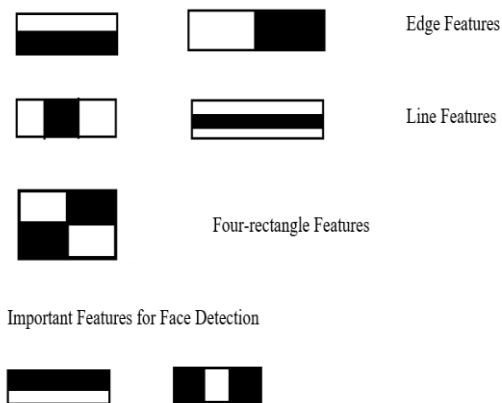 Edge Features
Line Features
Four-rectangle Features
Important Features for Face Detection